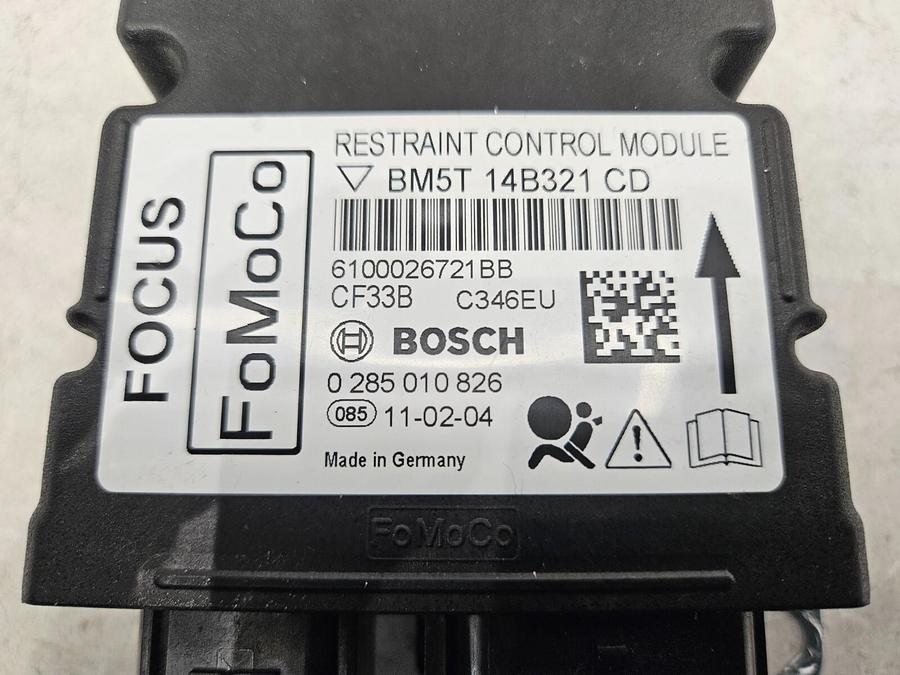 FOCUS
FoMoCo
RESTRAINT CONTROL MODULE
BM5T 14B321 CD
6100026721BB
CF33B C346EU
H BOSCH
0 285 010 826
085 11-02-04
Made in Germany
FoMoCo